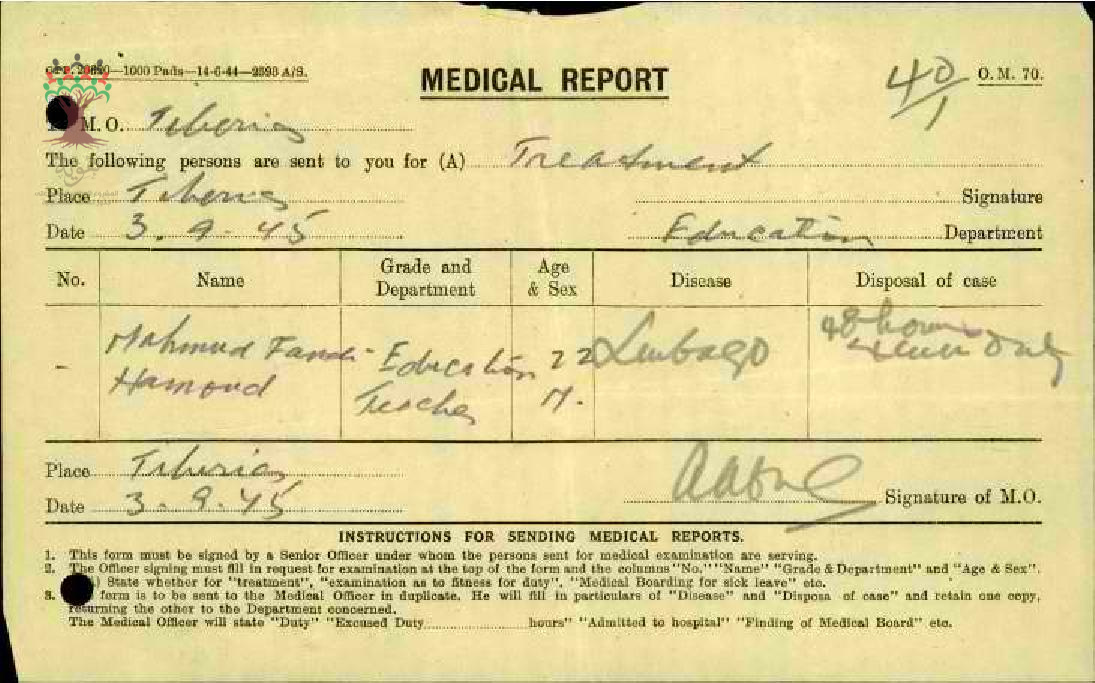 GPP. 20690—1000 Pads—14-6-44—2593 A/S.
MEDICAL REPORT
40/1
O. M. 70.
M. O. Tiberias
The following persons are sent to you for (A) Treatment
Place Tiberias Signature
Date 3. 9. 45 Education Department
No. Name Grade and Department Age & Sex Disease Disposal of case
- Mahmud Fandi Education 22 Lumbago 48 hours
Hamoud Teacher M. Duty
Place Tiberias
Date 3. 9. 45 Signature of M.O.
INSTRUCTIONS FOR SENDING MEDICAL REPORTS.
1. This form must be signed by a Senior Officer under whom the persons sent for medical examination are serving.
2. The Officer signing must fill in request for examination at the top of the form and the columns "No." "Name" "Grade & Department" and "Age & Sex".
) State whether for "treatment", "examination as to fitness for duty", "Medical Boarding for sick leave" etc.
3. form is to be sent to the Medical Officer in duplicate. He will fill in particulars of "Disease" and "Disposa of case" and retain one copy,
returning the other to the Department concerned.
The Medical Officer will state "Duty" "Excused Duty............hours" "Admitted to hospital" "Finding of Medical Board" etc.